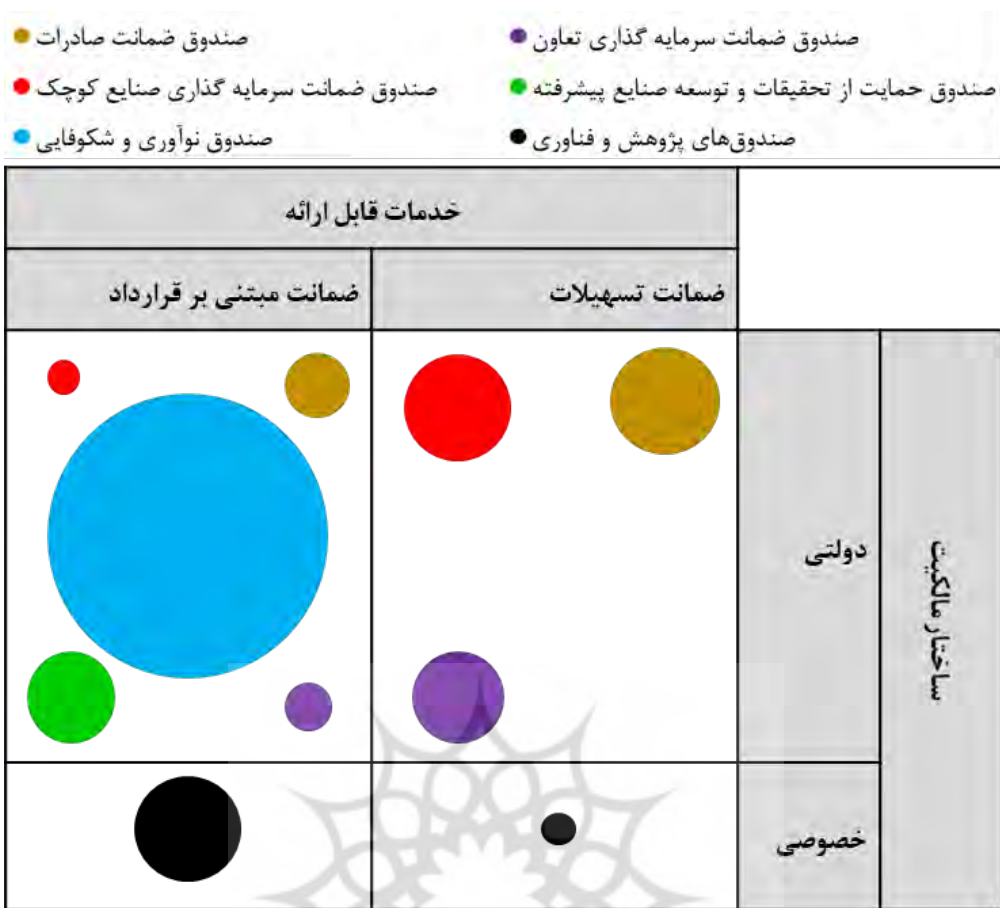 صندوق ضمانت سرمایه گذاری تعاون
صندوق ضمانت صادرات
صندوق حمایت از تحقیقات و توسعه صنایع پیشرفته
صندوق ضمانت سرمایه گذاری صنایع کوچک
صندوق‌های پژوهش و فناوری
صندوق نوآوری و شکوفایی
خدمات قابل ارائه
ضمانت تسهیلات
ضمانت مبتنی بر قرارداد
ساختار مالکیت
دولتی
خصوصی